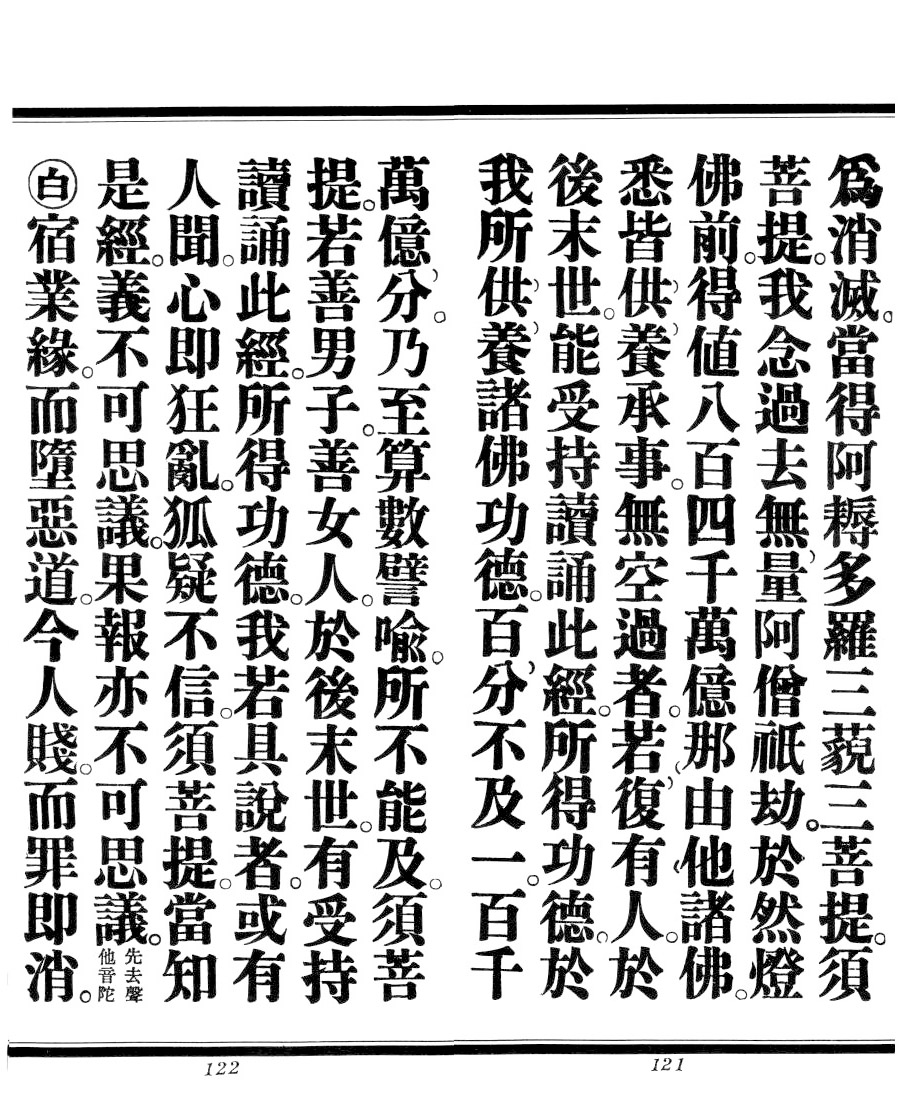 爲消滅。當得阿耨多羅三藐三菩提。須
菩提。我念過去無量阿僧祇劫。於然燈
佛前。得値八百四千萬億那由他諸佛。
悉皆供養承事。無空過者。若復有人。於
後末世。能受持讀誦此經。所得功德。於
我所供養諸佛功德。百分不及一。百千
121
萬億分。乃至算數譬喩。所不能及。須菩
提。若善男子。善女人。於後末世。有受持
讀誦此經。所得功德。我若具說者。或有
人聞。心即狂亂。狐疑不信。須菩提。當知
是經。義不可思議。果報亦不可思議。先去聲他音陀
白宿業緣。而墮惡道。今人賤。而罪即消。
122